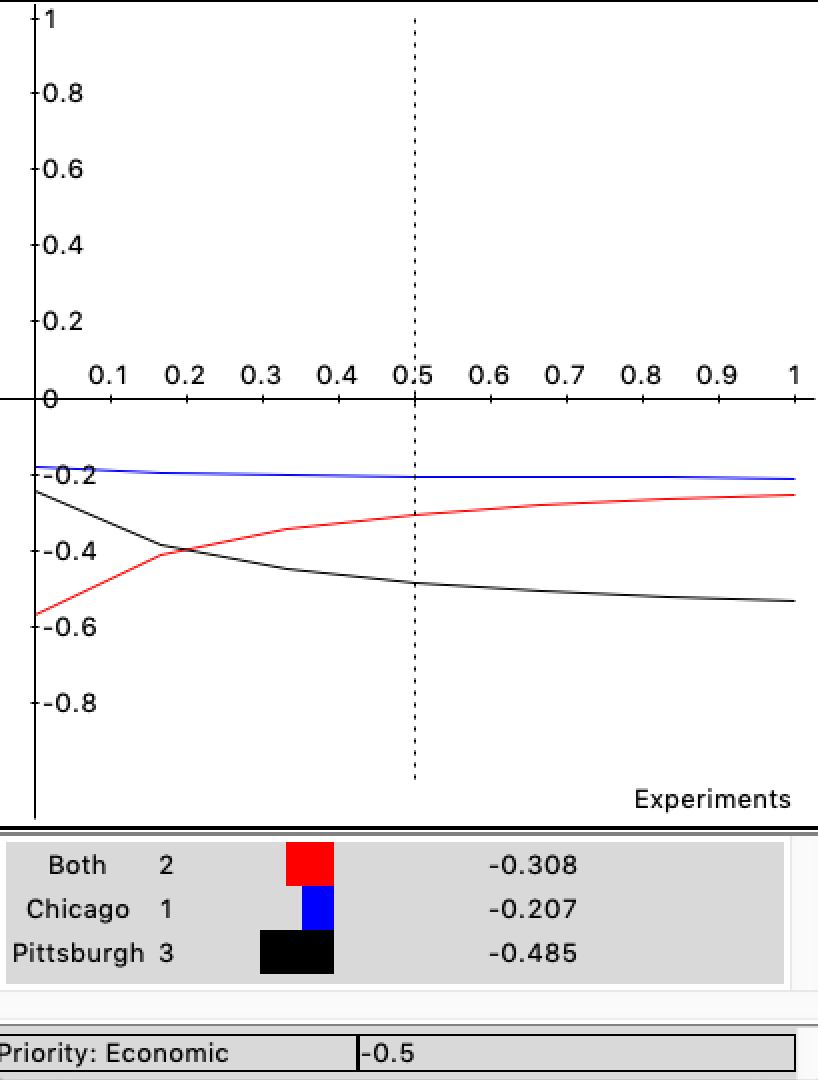 1
0.8
0.6
0.4
0.2
0.1 0.2 0.3 0.4 0.5 0.6 0.7 0.8 0.9 1
0
-0.2
-0.4
-0.6
-0.8
Experiments
Both 2 -0.308
Chicago 1 -0.207
Pittsburgh 3 -0.485
Priority: Economic -0.5